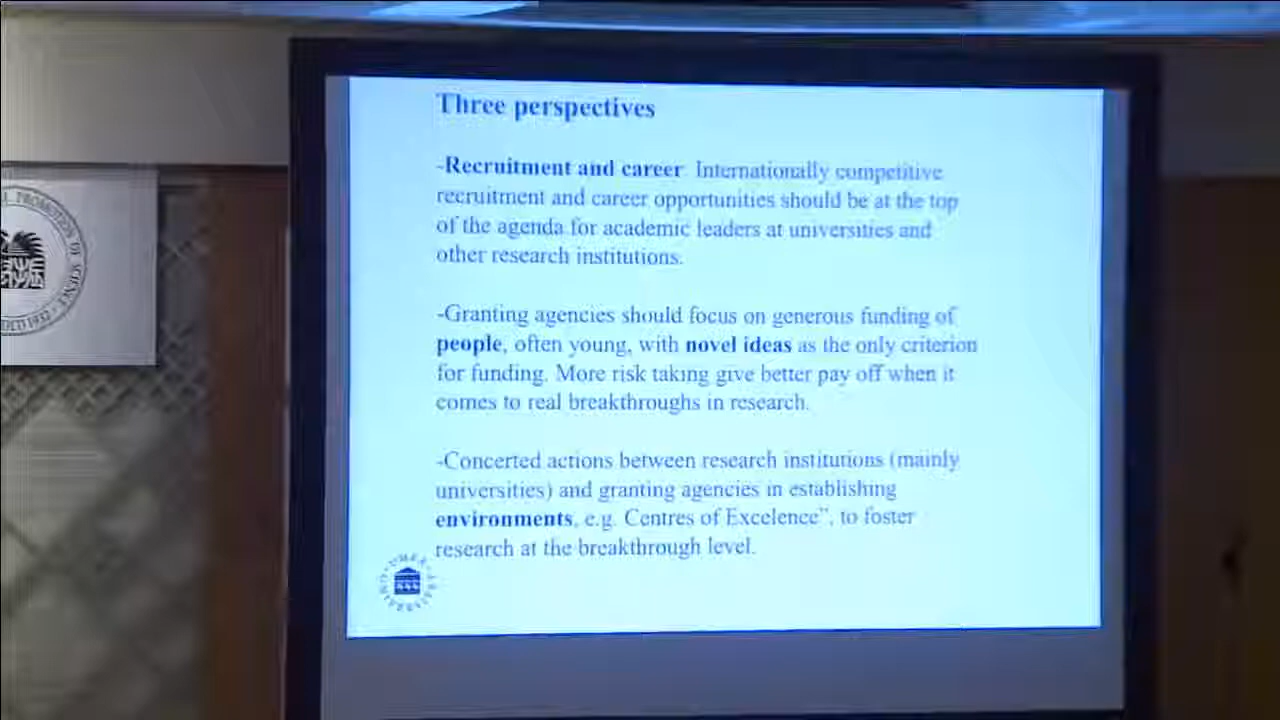 Three perspectives
-Recruitment and career. Internationally competitive
recruitment and career opportunities should be at the top
of the agenda for academic leaders at universities and
other research institutions.
-Granting agencies should focus on generous funding of
people, often young, with novel ideas as the only criterion
for funding. More risk taking give better pay off when it
comes to real breakthroughs in research.
-Concerted actions between research institutions (mainly
universities) and granting agencies in establishing
environments, e.g. Centres of Excelence”, to foster
research at the breakthrough level.
PROMOTION OF SCIENCE
1932